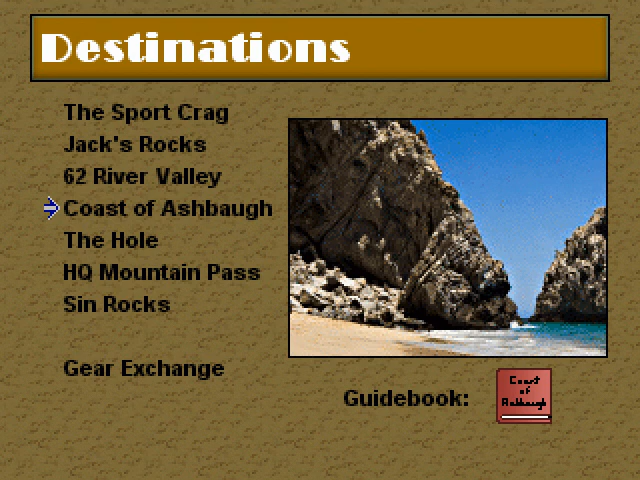 Destinations
The Sport Crag
Jack's Rocks
62 River Valley
Coast of Ashbaugh
The Hole
HQ Mountain Pass
Sin Rocks
Gear Exchange
Guidebook:
Coast
of
Ashbaugh